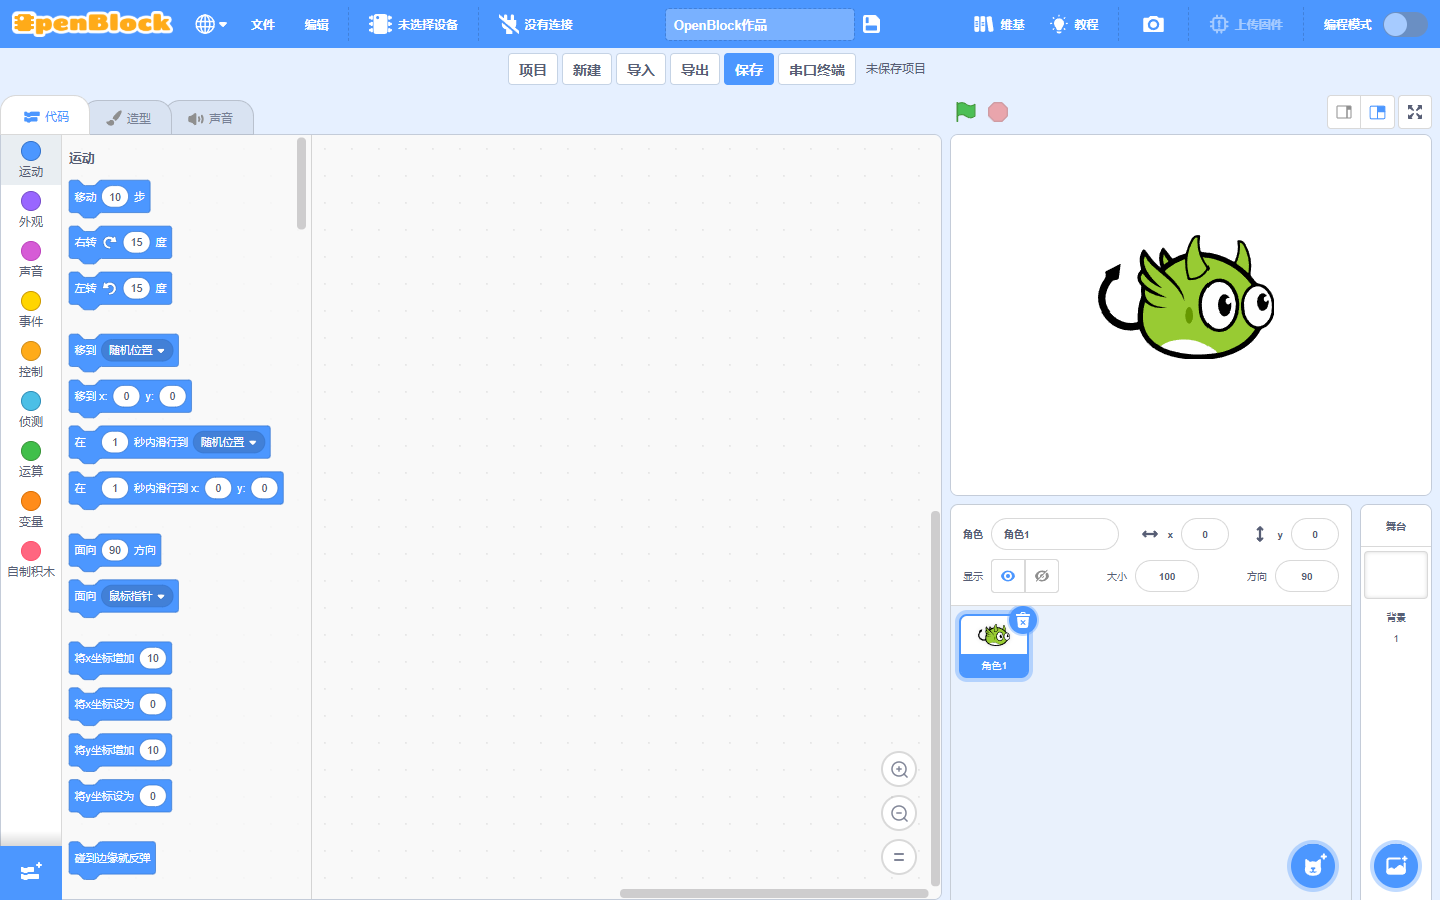 OpenBlock
文件
编辑
未选择设备
没有连接
OpenBlock作品
维基
教程
上传固件
编程模式
项目
新建
导入
导出
保存
串口终端
未保存项目
代码
造型
声音
运动
外观
声音
事件
控制
侦测
运算
变量
自制积木
运动
移动 10 步
右转 15 度
左转 15 度
移到 随机位置
移到 x: 0 y: 0
在 1 秒内滑行到 随机位置
在 1 秒内滑行到 x: 0 y: 0
面向 90 方向
面向 鼠标指针
将x坐标增加 10
将x坐标设为 0
将y坐标增加 10
将y坐标设为 0
碰到边缘就反弹
角色 角色1 x 0 y 0
显示 大小 100 方向 90
角色1
舞台
背景
1